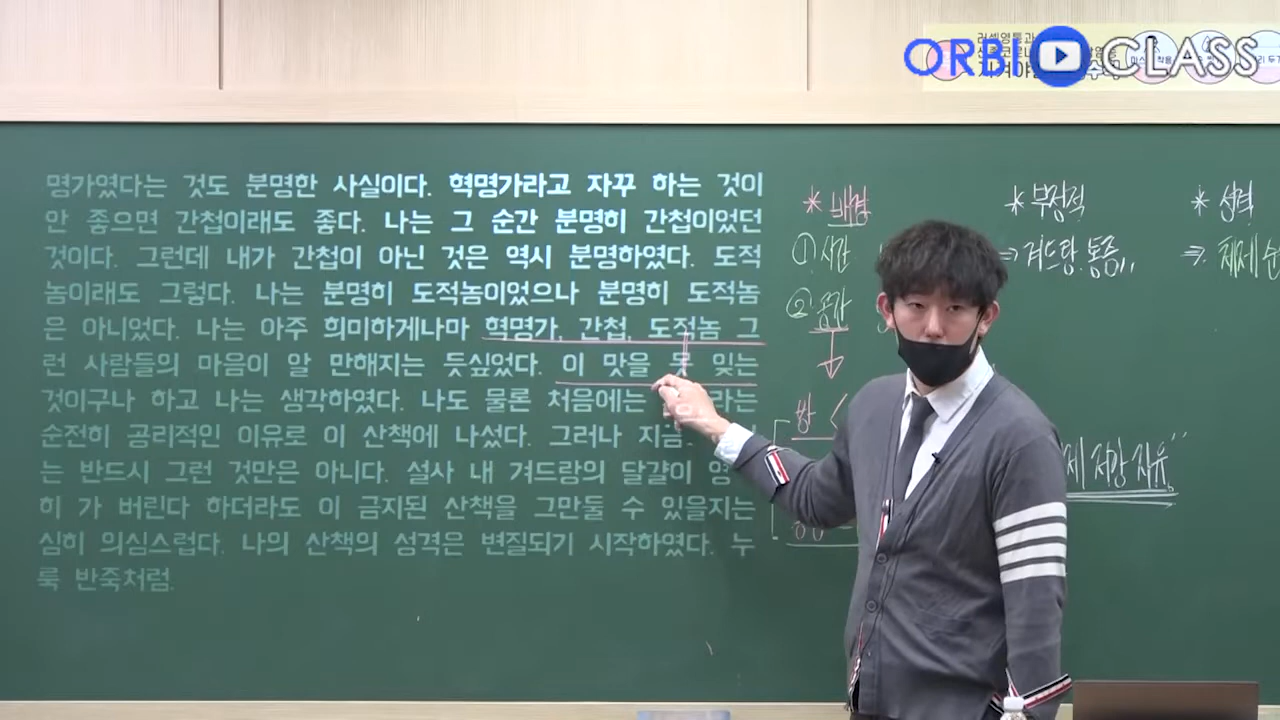 ORBI CLASS
명가였다는 것도 분명한 사실이다. 혁명가라고 자꾸 하는 것이
안 좋으면 간첩이래도 좋다. 나는 그 순간 분명히 간첩이었던
것이다. 그런데 내가 간첩이 아닌 것은 역시 분명하였다. 도적
놈이래도 그렇다. 나는 분명히 도적놈이었으나 분명히 도적놈
은 아니었다. 나는 아주 희미하게나마 혁명가, 간첩, 도적놈 그
런 사람들의 마음이 알 만해지는 듯싶었다. 이 맛을 못 잊는
것이구나 하고 나는 생각하였다. 나도 물론 처음에는 라는
순전히 공리적인 이유로 이 산책에 나섰다. 그러나 지금
는 반드시 그런 것만은 아니다. 설사 내 겨드랑의 달걀이 영
히 가 버린다 하더라도 이 금지된 산책을 그만둘 수 있을지는
심히 의심스럽다. 나의 산책의 성격은 변질되기 시작하였다. 누
룩 반죽처럼.
* 배경
① 시간
② 공간
밤 <
* 부정적
⇒ 겨드랑 통증
* 성격
⇒ 체제 순
저항 자유"